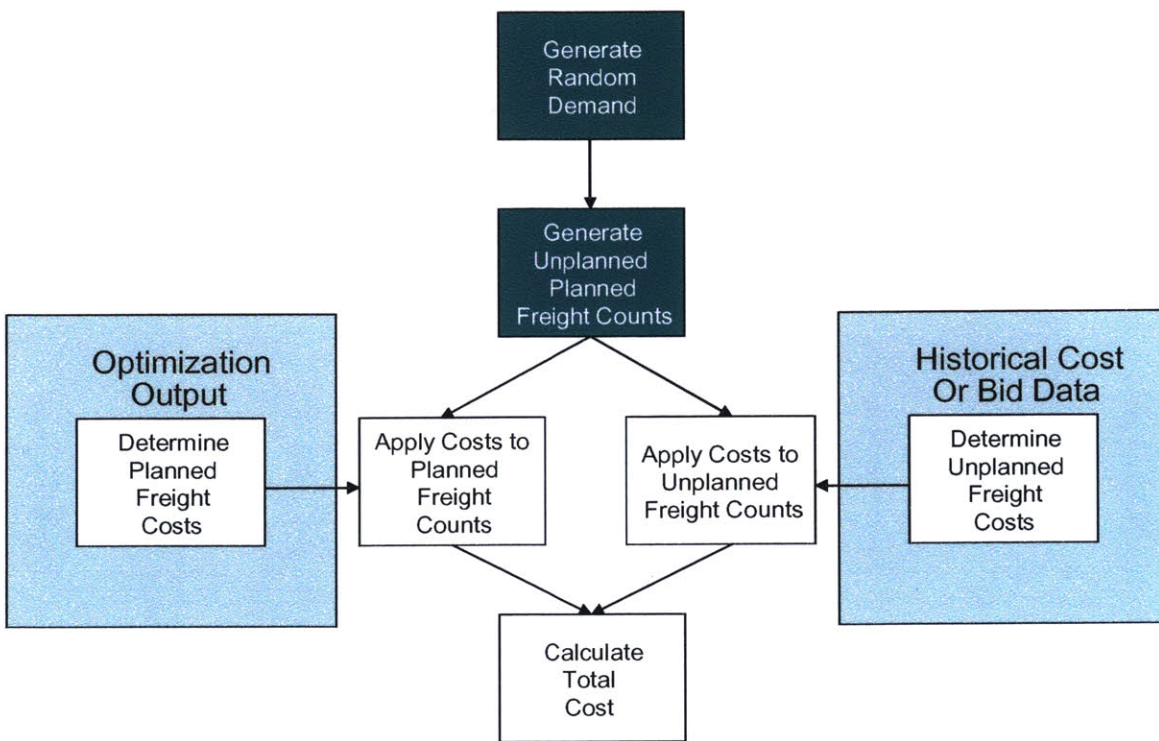 Generate
Random
Demand
Generate
Unplanned
Planned
Freight Counts
Optimization
Output
Determine
Planned
Freight
Costs
Apply Costs to
Planned
Freight
Counts
Apply Costs to
Unplanned
Freight Counts
Historical Cost
Or Bid Data
Determine
Unplanned
Freight
Costs
Calculate
Total
Cost